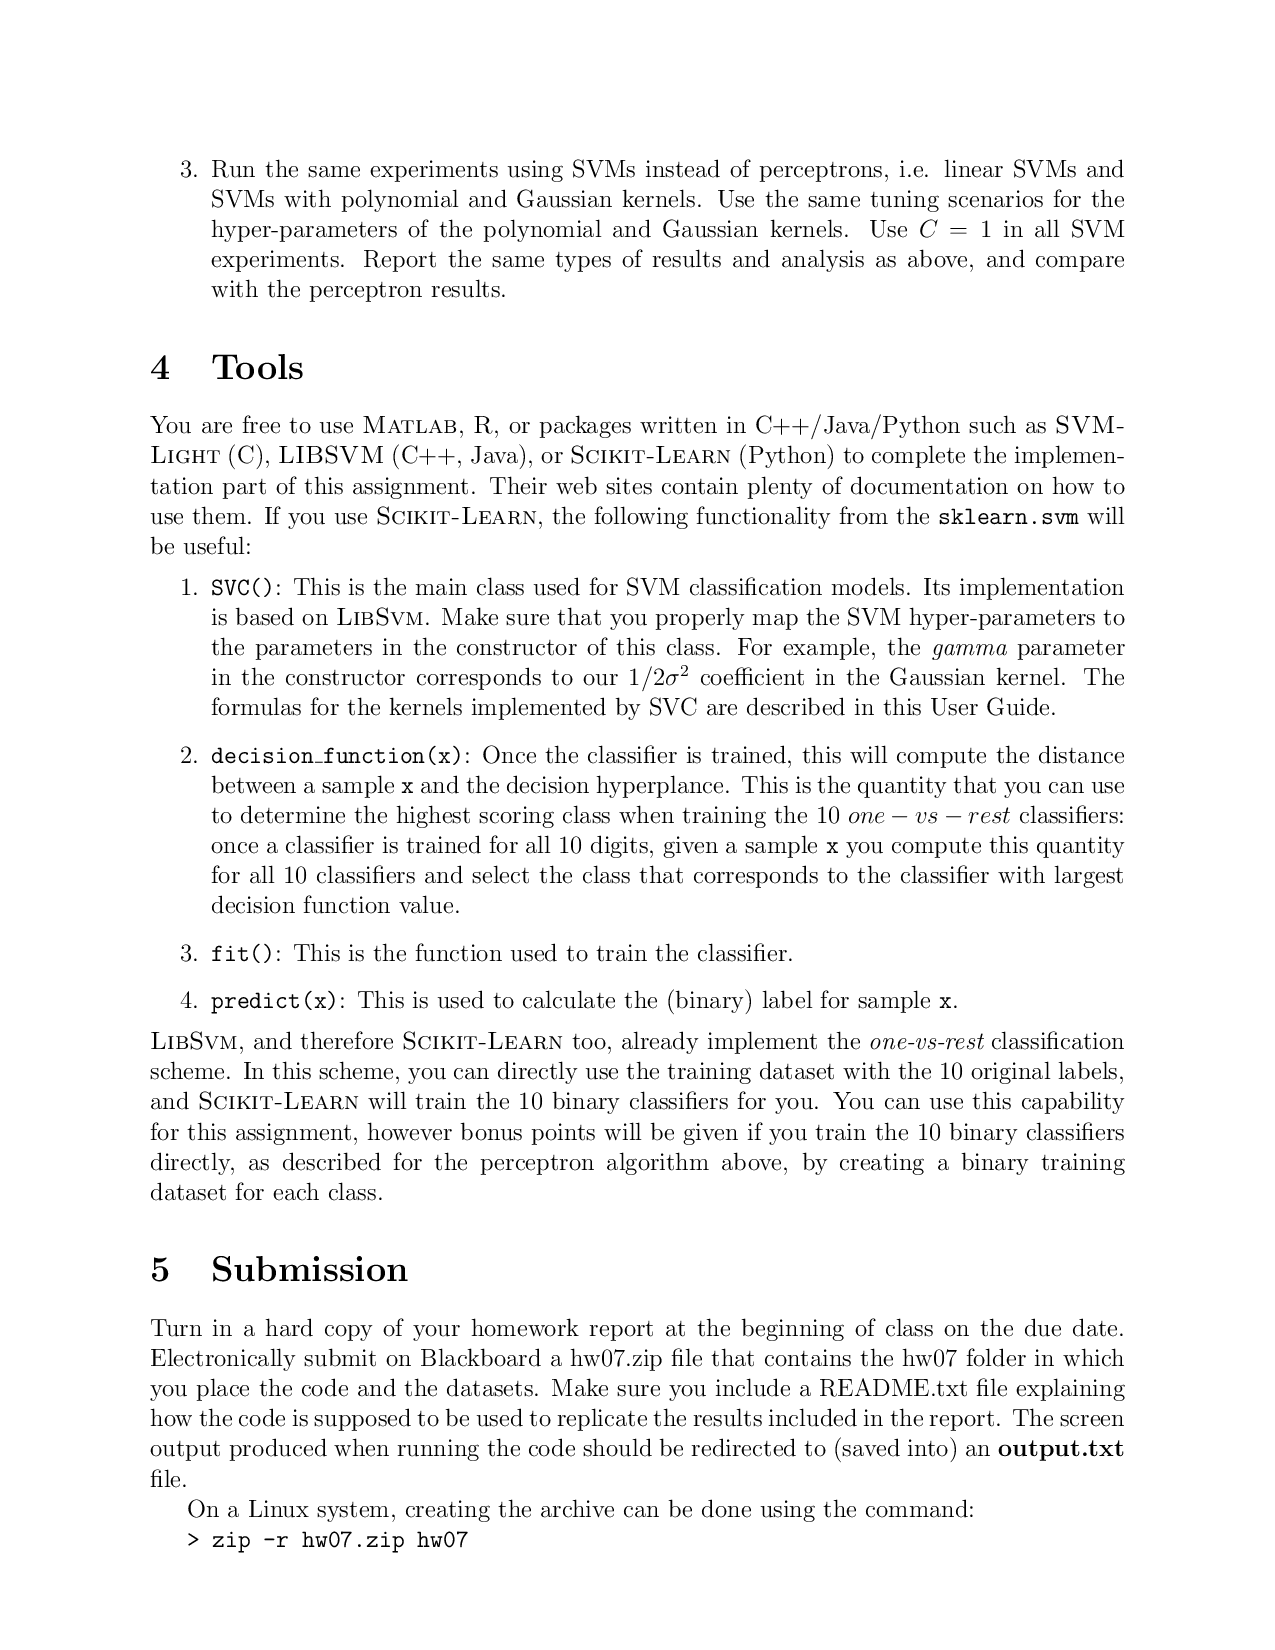 3. Run the same experiments using SVMs instead of perceptrons, i.e. linear SVMs and
SVMs with polynomial and Gaussian kernels. Use the same tuning scenarios for the
hyper-parameters of the polynomial and Gaussian kernels. Use C = 1 in all SVM
experiments. Report the same types of results and analysis as above, and compare
with the perceptron results.
4 Tools
You are free to use MATLAB, R, or packages written in C++/Java/Python such as SVM-
LIGHT (C), LIBSVM (C++, Java), or SCIKIT-LEARN (Python) to complete the implemen-
tation part of this assignment. Their web sites contain plenty of documentation on how to
use them. If you use SCIKIT-LEARN, the following functionality from the sklearn.svm will
be useful:
1. SVC(): This is the main class used for SVM classification models. Its implementation
is based on LIBSVM. Make sure that you properly map the SVM hyper-parameters to
the parameters in the constructor of this class. For example, the gamma parameter
in the constructor corresponds to our 1/2σ² coefficient in the Gaussian kernel. The
formulas for the kernels implemented by SVC are described in this User Guide.
2. decision_function(x): Once the classifier is trained, this will compute the distance
between a sample x and the decision hyperplance. This is the quantity that you can use
to determine the highest scoring class when training the 10 one − vs − rest classifiers:
once a classifier is trained for all 10 digits, given a sample x you compute this quantity
for all 10 classifiers and select the class that corresponds to the classifier with largest
decision function value.
3. fit(): This is the function used to train the classifier.
4. predict(x): This is used to calculate the (binary) label for sample x.
LIBSVM, and therefore SCIKIT-LEARN too, already implement the one-vs-rest classification
scheme. In this scheme, you can directly use the training dataset with the 10 original labels,
and SCIKIT-LEARN will train the 10 binary classifiers for you. You can use this capability
for this assignment, however bonus points will be given if you train the 10 binary classifiers
directly, as described for the perceptron algorithm above, by creating a binary training
dataset for each class.
5 Submission
Turn in a hard copy of your homework report at the beginning of class on the due date.
Electronically submit on Blackboard a hw07.zip file that contains the hw07 folder in which
you place the code and the datasets. Make sure you include a README.txt file explaining
how the code is supposed to be used to replicate the results included in the report. The screen
output produced when running the code should be redirected to (saved into) an output.txt
file.
On a Linux system, creating the archive can be done using the command:
> zip -r hw07.zip hw07